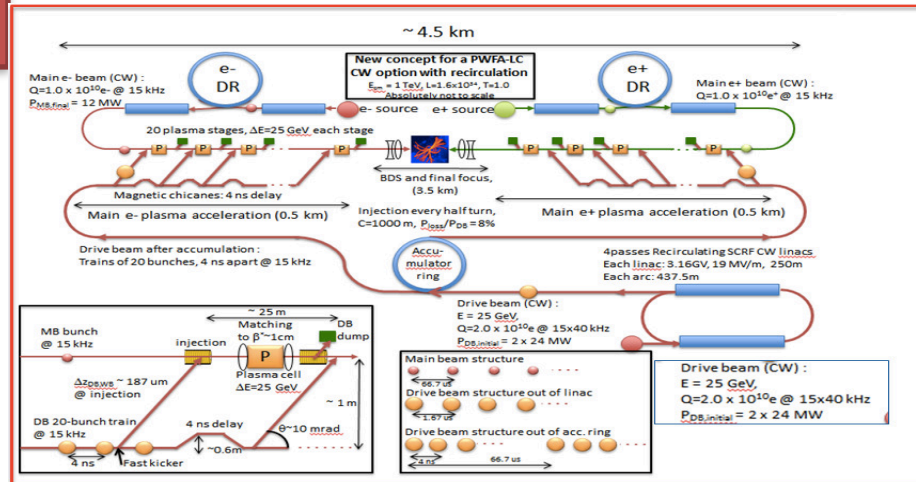 ~ 4.5 km
New concept for a PWFA-LC
CW option with recirculation
E_cm = 1 TeV, L=1.6x10³⁴, T=1.0
Absolutely not to scale
e-
DR
e+
DR
Main e- beam (CW) :
Q=1.0 x 10¹⁰e- @ 15 kHz
P_MB,final = 12 MW
e- source
e+ source
Main e+ beam (CW) :
Q=1.0 x 10¹⁰e⁺ @ 15 kHz
20 plasma stages, ΔE=25 GeV each stage
P P P P P P P P
BDS and final focus,
(3.5 km)
Magnetic chicanes: 4 ns delay
Main e- plasma acceleration (0.5 km)
Main e+ plasma acceleration (0.5 km)
Injection every half turn,
C=1000 m, P_loss/P_DB = 8%
Drive beam after accumulation :
Trains of 20 bunches, 4 ns apart @ 15 kHz
Accu-
mulator
ring
4passes Recirculating SCRF CW linacs
Each linac: 3.16GV, 19 MV/m, 250m
Each arc: 437.5m
Drive beam (CW) :
E = 25 GeV,
Q=2.0 x 10¹⁰e @ 15x40 kHz
P_DB,initial = 2 x 24 MW
~ 25 m
MB bunch
@ 15 kHz
injection
Matching
to β*~1cm
DB
dump
P
Plasma cell
ΔE=25 GeV
Δz_DB,WB ~ 187 um
@ injection
~ 1 m
DB 20-bunch train
@ 15 kHz
4 ns delay
θ~10 mrad
~0.6m
4 ns
Fast kicker
Main beam structure
66.7 us
Drive beam structure out of linac
1.67 us
Drive beam structure out of acc. ring
4 ns
66.7 us
Drive beam (CW) :
E = 25 GeV,
Q=2.0 x 10¹⁰e @ 15x40 kHz
P_DB,initial = 2 x 24 MW